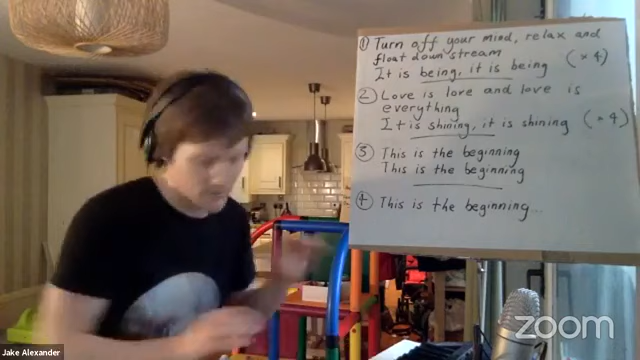 ① Turn off your mind, relax and
float down stream
It is being, it is being (×4)
② Love is love and love is
everything
It is shining, it is shining (×4)
③ This is the beginning
This is the beginning
④ This is the beginning...
Jake Alexander
zoom